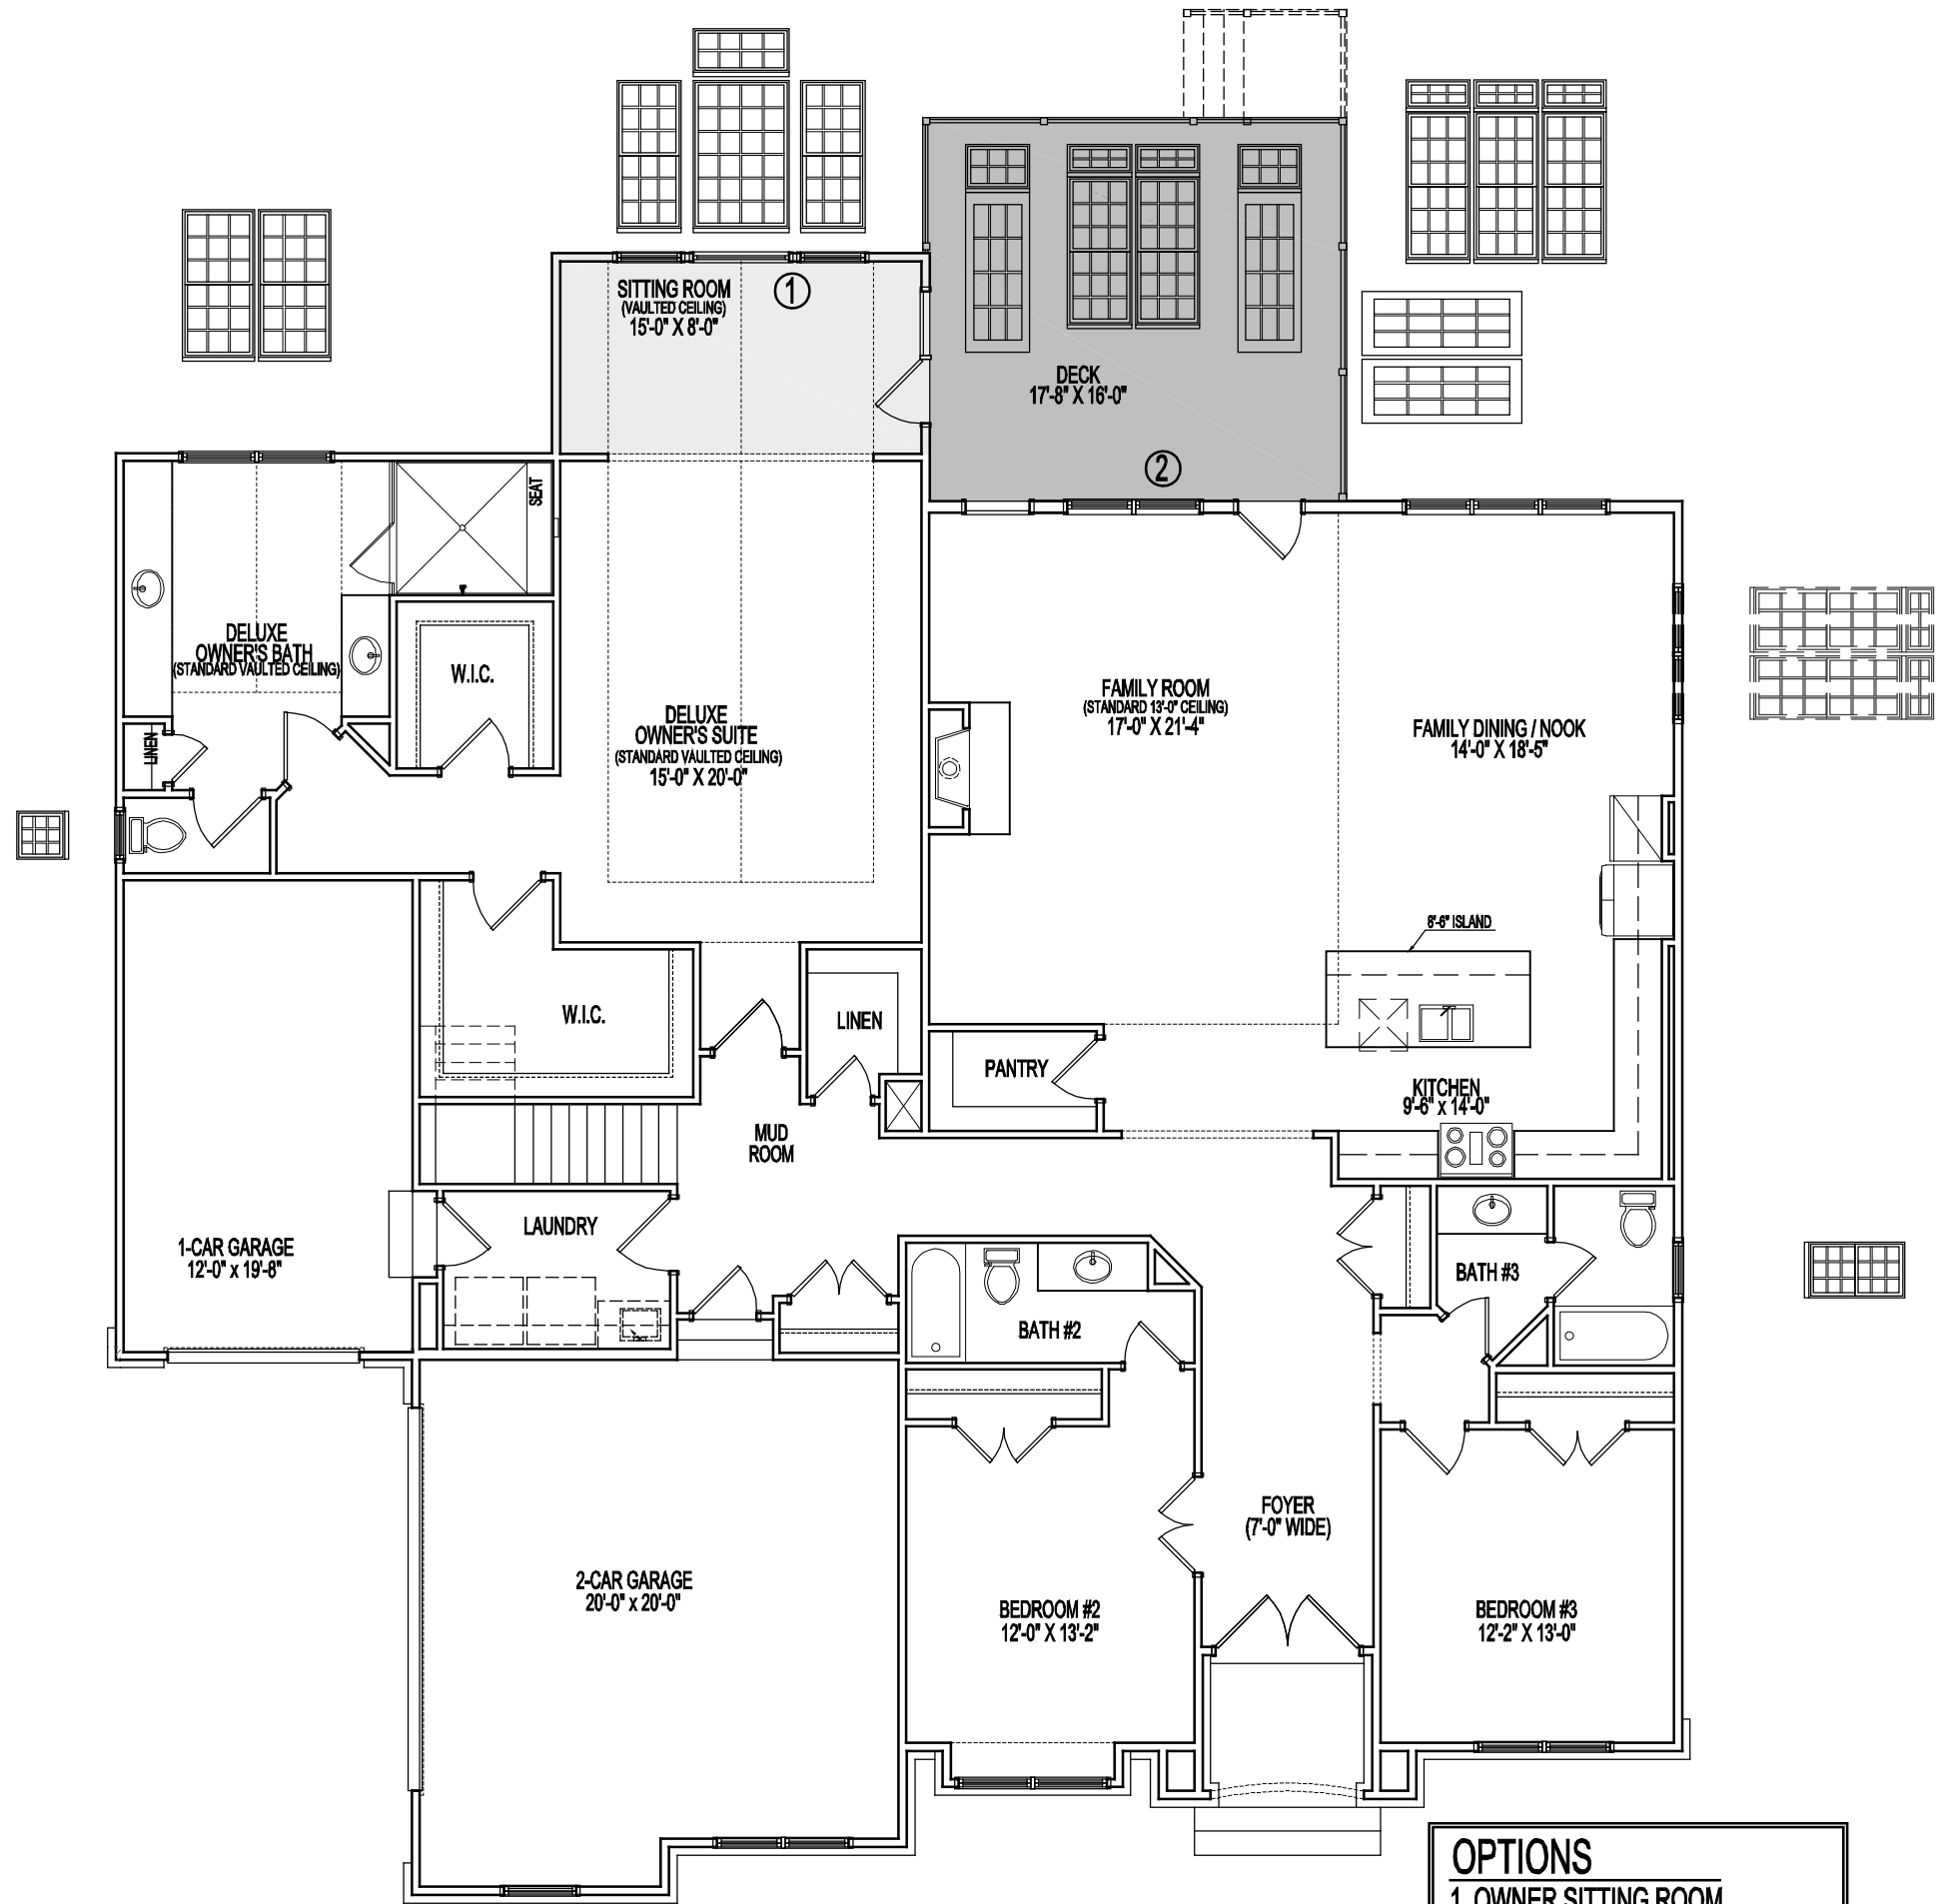 SITTING ROOM
(VAULTED CEILING)
15'-0" X 8'-0"
1
DECK
17'-8" X 16'-0"
2
SEAT
DELUXE
OWNER'S BATH
(STANDARD VAULTED CEILING)
W.I.C.
LINEN
DELUXE
OWNER'S SUITE
(STANDARD VAULTED CEILING)
15'-0" X 20'-0"
FAMILY ROOM
(STANDARD 13'-0" CEILING)
17'-0" X 21'-4"
FAMILY DINING / NOOK
14'-0" X 18'-5"
8'-6" ISLAND
W.I.C.
LINEN
PANTRY
KITCHEN
9'-6" x 14'-0"
MUD
ROOM
LAUNDRY
1-CAR GARAGE
12'-0" x 19'-8"
BATH #2
BATH #3
FOYER
(7'-0" WIDE)
2-CAR GARAGE
20'-0" x 20'-0"
BEDROOM #2
12'-0" X 13'-2"
BEDROOM #3
12'-2" X 13'-0"
OPTIONS
1. OWNER SITTING ROOM